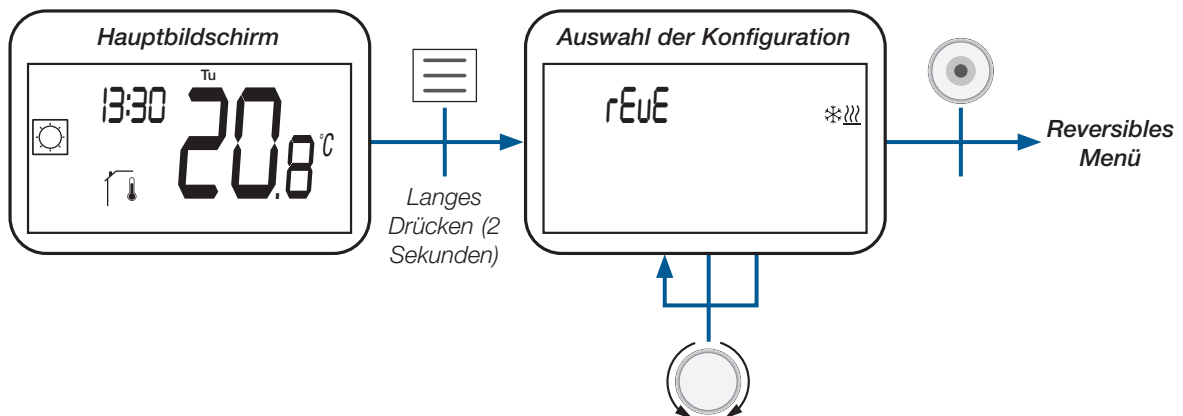 Hauptbildschirm
Tu
13:30
20.8 °C
Langes
Drücken (2
Sekunden)
Auswahl der Konfiguration
rEvE
Reversibles
Menü